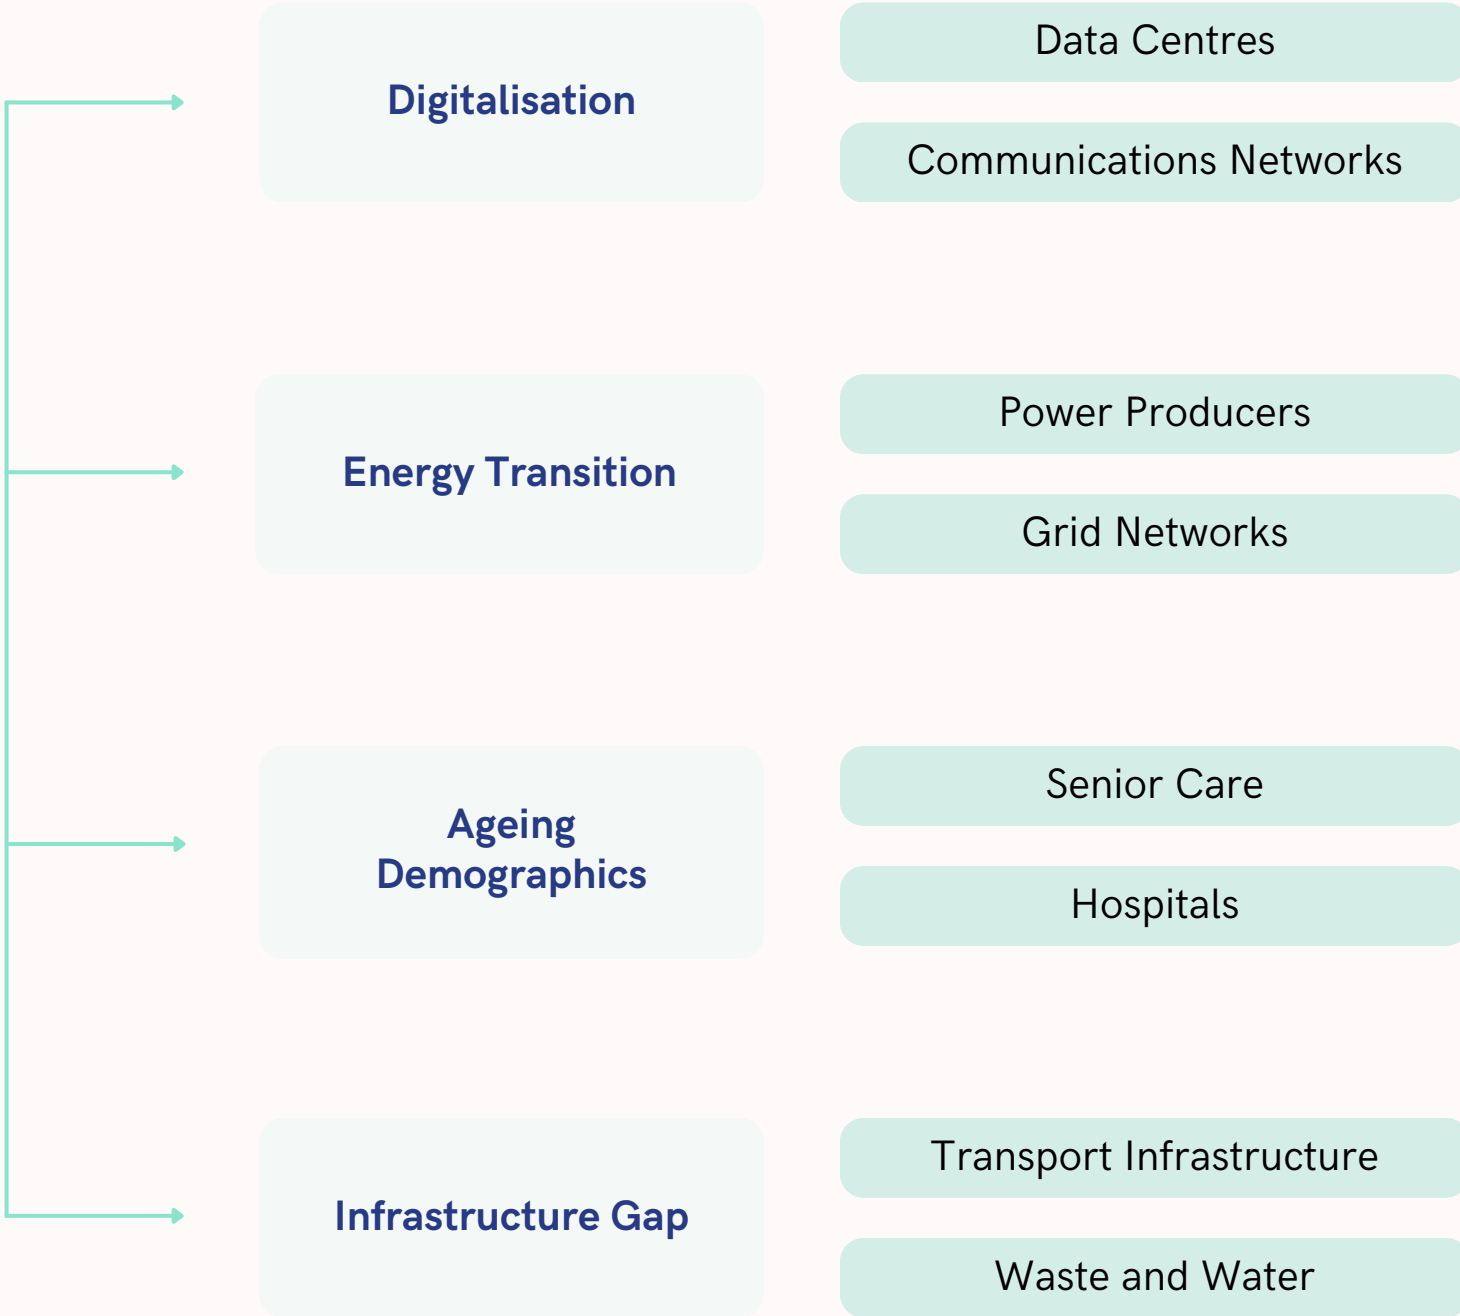 Digitalisation
Data Centres
Communications Networks
Energy Transition
Power Producers
Grid Networks
Ageing
Demographics
Senior Care
Hospitals
Infrastructure Gap
Transport Infrastructure
Waste and Water